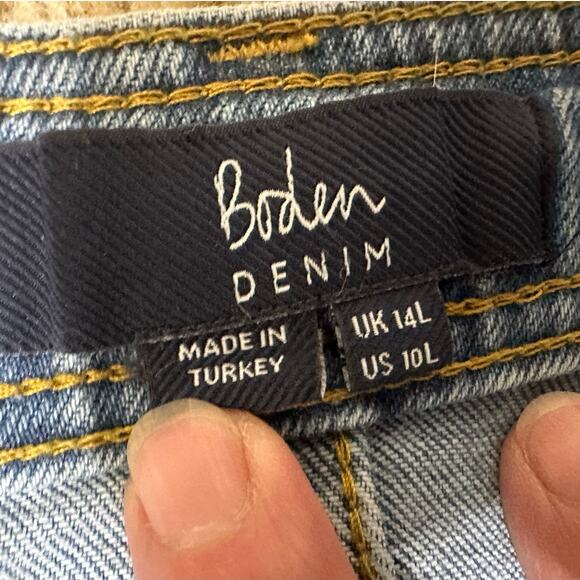 Boden
DENIM
MADE IN
TURKEY
UK 14L
US 10L